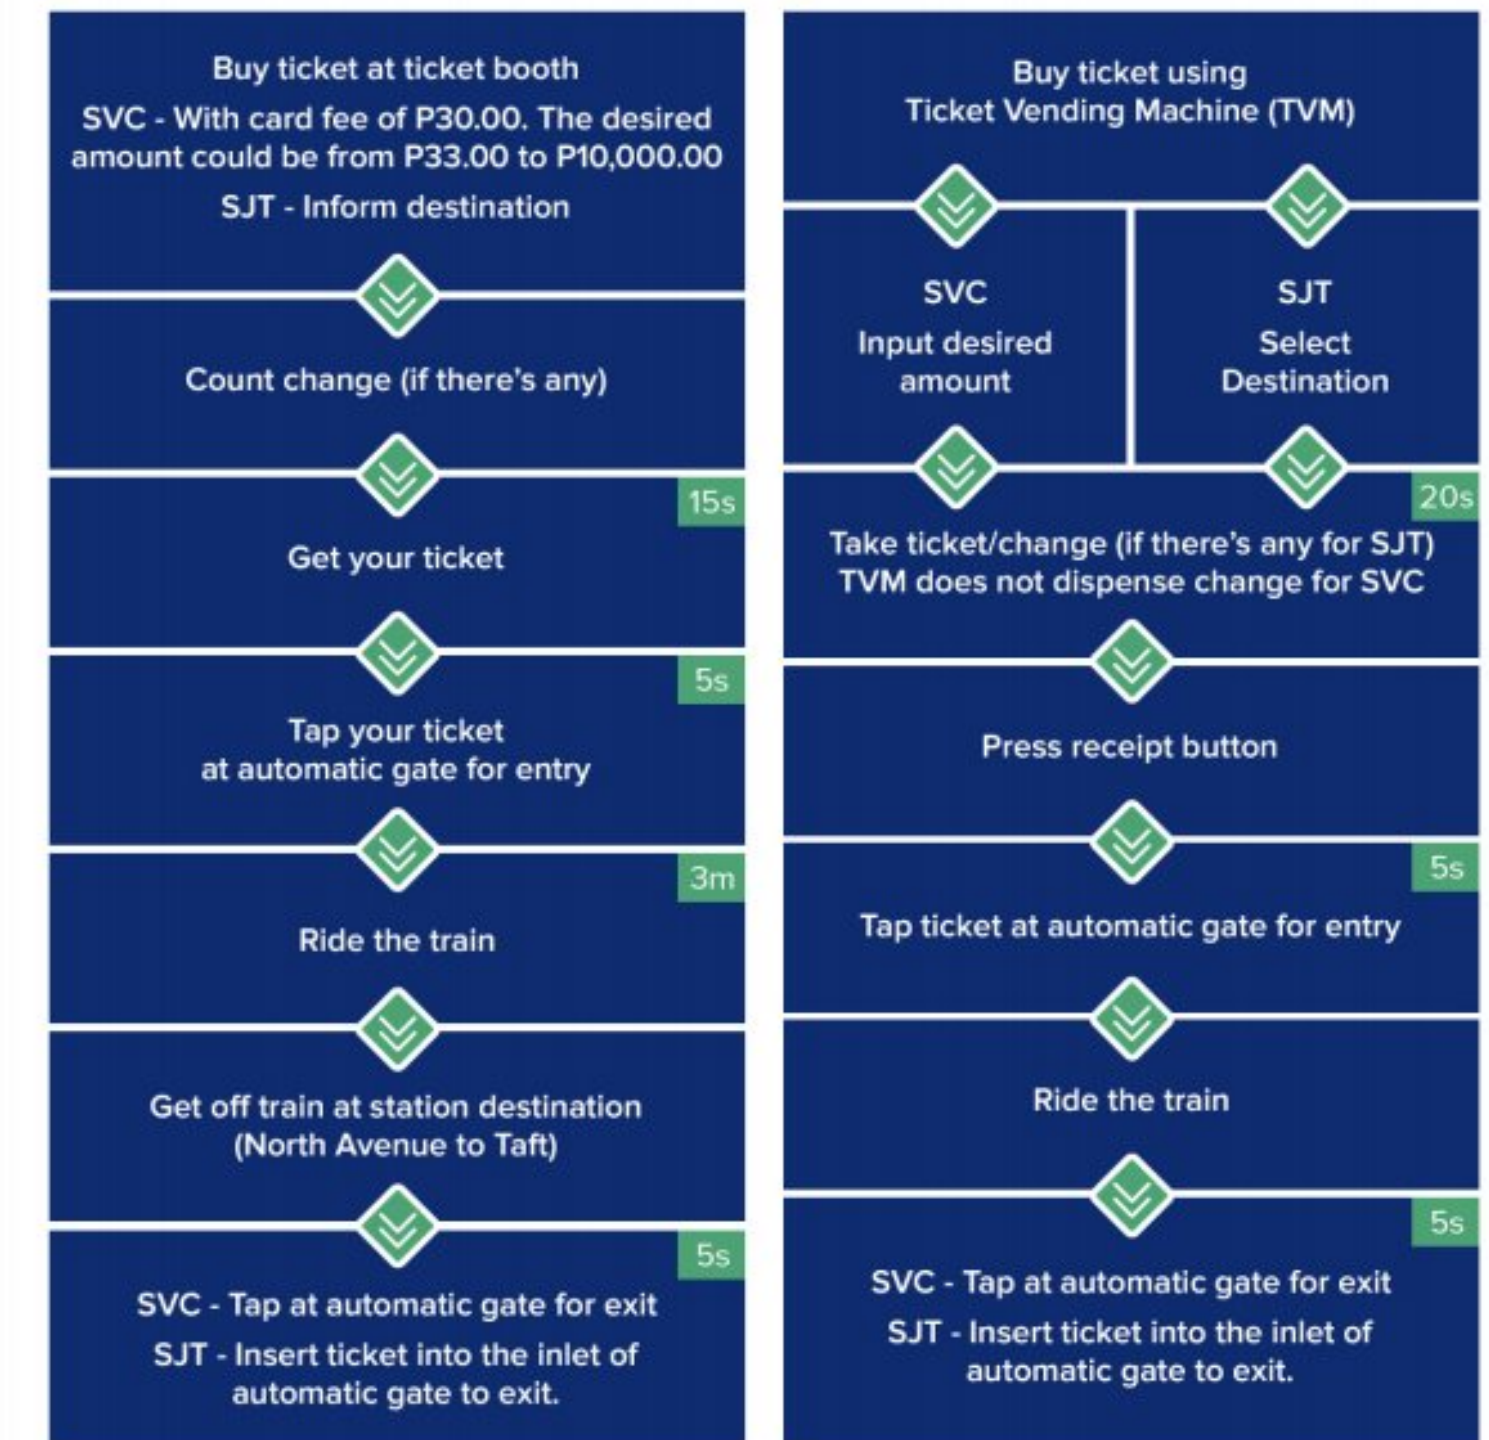 Buy ticket at ticket booth
SVC - With card fee of P30.00. The desired
amount could be from P33.00 to P10,000.00
SJT - Inform destination
Count change (if there's any)
15s
Get your ticket
5s
Tap your ticket
at automatic gate for entry
3m
Ride the train
Get off train at station destination
(North Avenue to Taft)
5s
SVC - Tap at automatic gate for exit
SJT - Insert ticket into the inlet of
automatic gate to exit.
Buy ticket using
Ticket Vending Machine (TVM)
SVC
Input desired
amount
SJT
Select
Destination
20s
Take ticket/change (if there's any for SJT)
TVM does not dispense change for SVC
Press receipt button
5s
Tap ticket at automatic gate for entry
Ride the train
5s
SVC - Tap at automatic gate for exit
SJT - Insert ticket into the inlet of
automatic gate to exit.